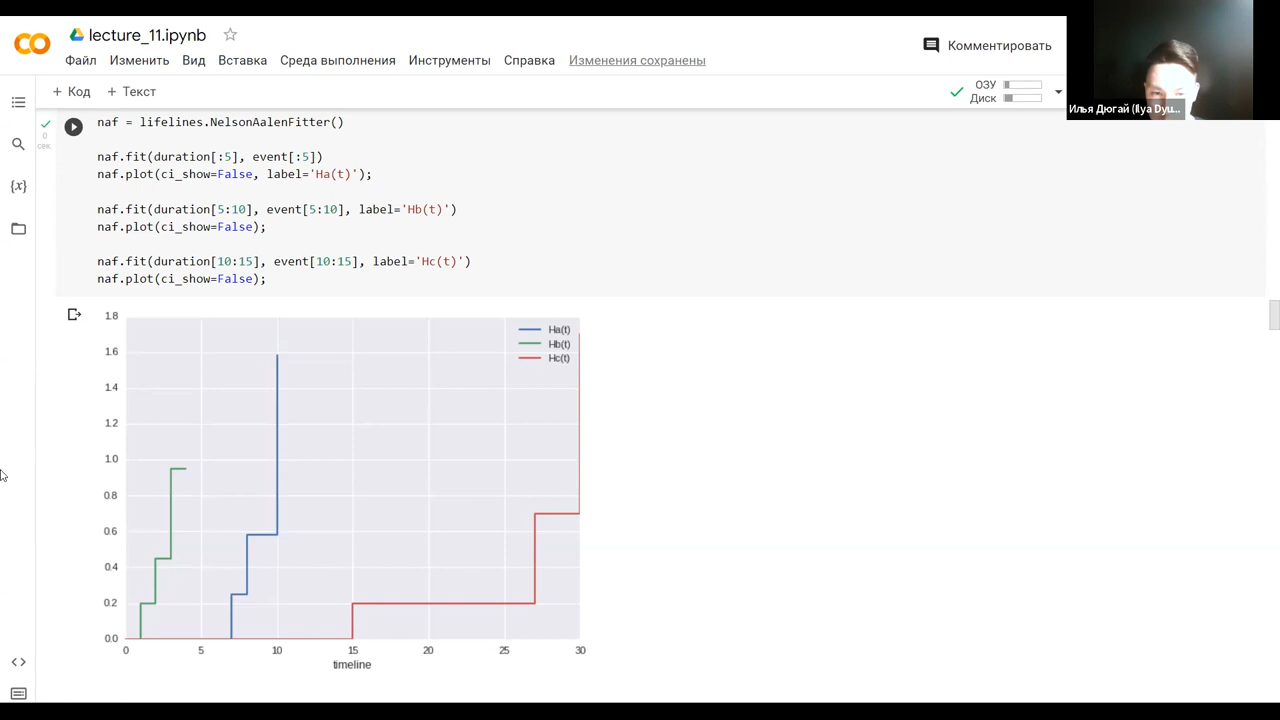 lecture_11.ipynb
Комментировать
Файл Изменить Вид Вставка Среда выполнения Инструменты Справка Изменения сохранены
+ Код + Текст
ОЗУ
Диск
Илья Дюгай (Ilya Dyu...
0
сек.
{x}
naf = lifelines.NelsonAalenFitter()
naf.fit(duration[:5], event[:5])
naf.plot(ci_show=False, label='Ha(t)');
naf.fit(duration[5:10], event[5:10], label='Hb(t)')
naf.plot(ci_show=False);
naf.fit(duration[10:15], event[10:15], label='Hc(t)')
naf.plot(ci_show=False);
1.8
1.6
1.4
1.2
1.0
0.8
0.6
0.4
0.2
0.0
Ha(t)
Hb(t)
Hc(t)
0 5 10 15 20 25 30
timeline